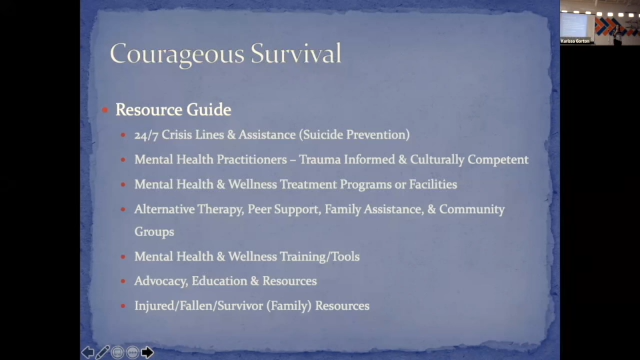 Courageous Survival
Resource Guide
24/7 Crisis Lines & Assistance (Suicide Prevention)
Mental Health Practitioners – Trauma Informed & Culturally Competent
Mental Health & Wellness Treatment Programs or Facilities
Alternative Therapy, Peer Support, Family Assistance, & Community
Groups
Mental Health & Wellness Training/Tools
Advocacy, Education & Resources
Injured/Fallen/Survivor (Family) Resources